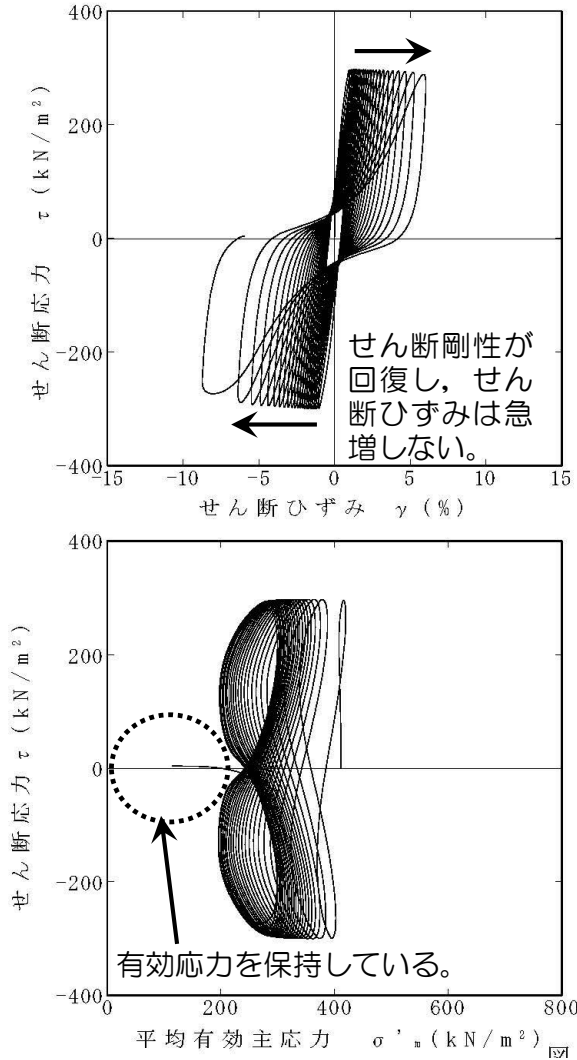 400
200
0
-200
-400
せん断応力 τ (kN/m²)
せん断剛性が
回復し，せん
断ひずみは急
増しない。
-15 -10 -5 0 5 10 15
せん断ひずみ γ (%)
400
200
0
-200
-400
せん断応力 τ (kN/m²)
有効応力を保持している。
0 200 400 600 800
平均有効主応力 σ'm (kN/m²)
図